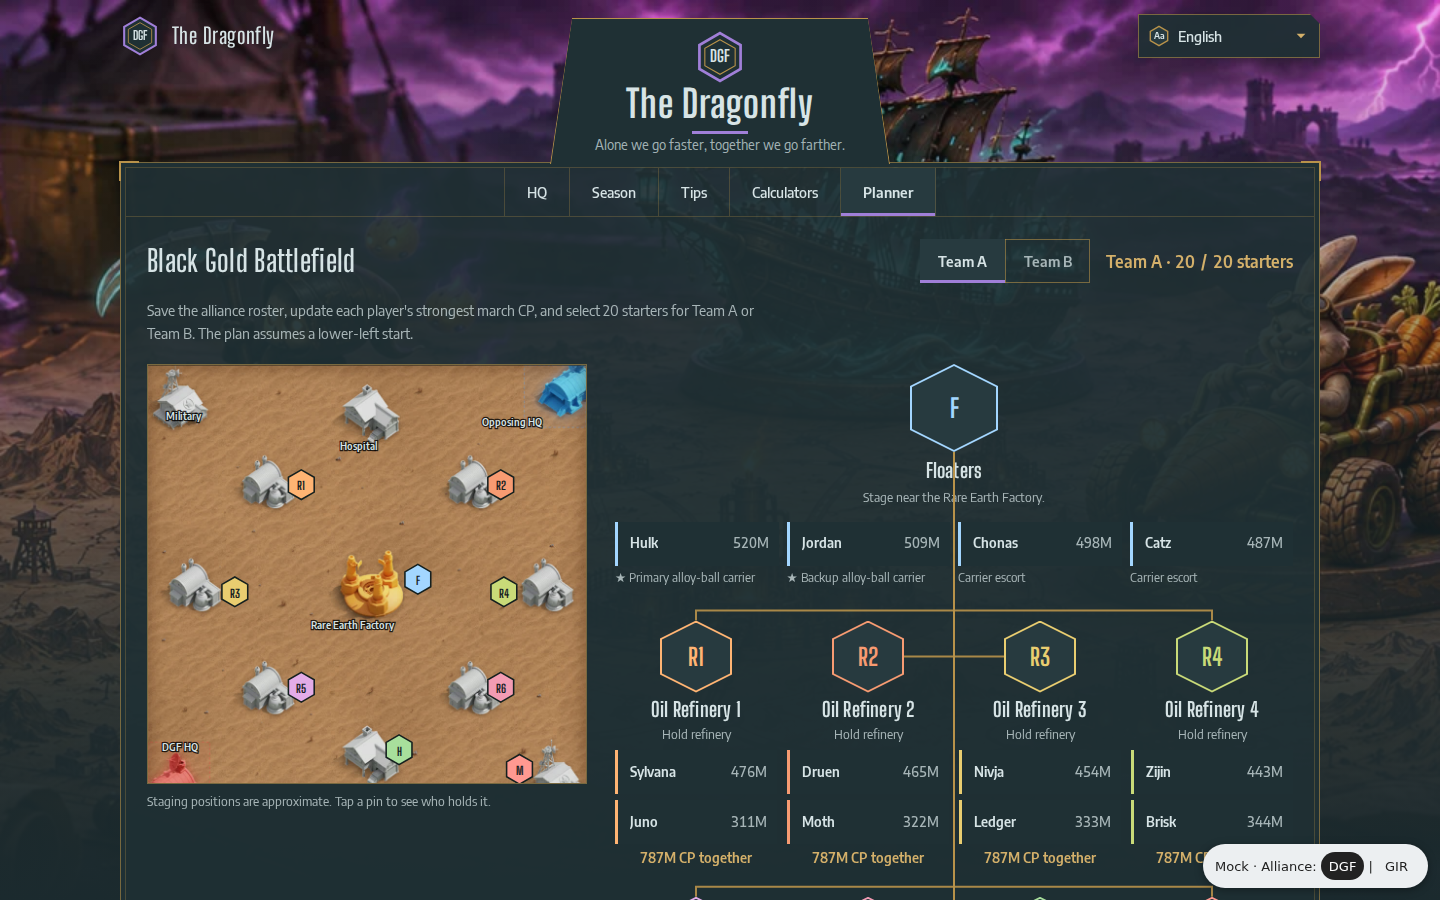 DGF
The Dragonfly
DGF
The Dragonfly
Alone we go faster, together we go farther.
Aa
English
HQ
Season
Tips
Calculators
Planner
Black Gold Battlefield
Team A
Team B
Team A · 20 / 20 starters
Save the alliance roster, update each player's strongest march CP, and select 20 starters for Team A or
Team B. The plan assumes a lower-left start.
Military
Hospital
Opposing HQ
R1
R2
R3
F
R4
Rare Earth Factory
R5
R6
DGF HQ
H
M
Staging positions are approximate. Tap a pin to see who holds it.
F
Floaters
Stage near the Rare Earth Factory.
Hulk 520M
Jordan 509M
Chonas 498M
Catz 487M
★ Primary alloy-ball carrier
★ Backup alloy-ball carrier
Carrier escort
Carrier escort
R1
R2
R3
R4
Oil Refinery 1
Oil Refinery 2
Oil Refinery 3
Oil Refinery 4
Hold refinery
Hold refinery
Hold refinery
Hold refinery
Sylvana 476M
Druen 465M
Nivja 454M
Zijin 443M
Juno 311M
Moth 322M
Ledger 333M
Brisk 344M
787M CP together
787M CP together
787M CP together
787M
Mock · Alliance: DGF | GIR